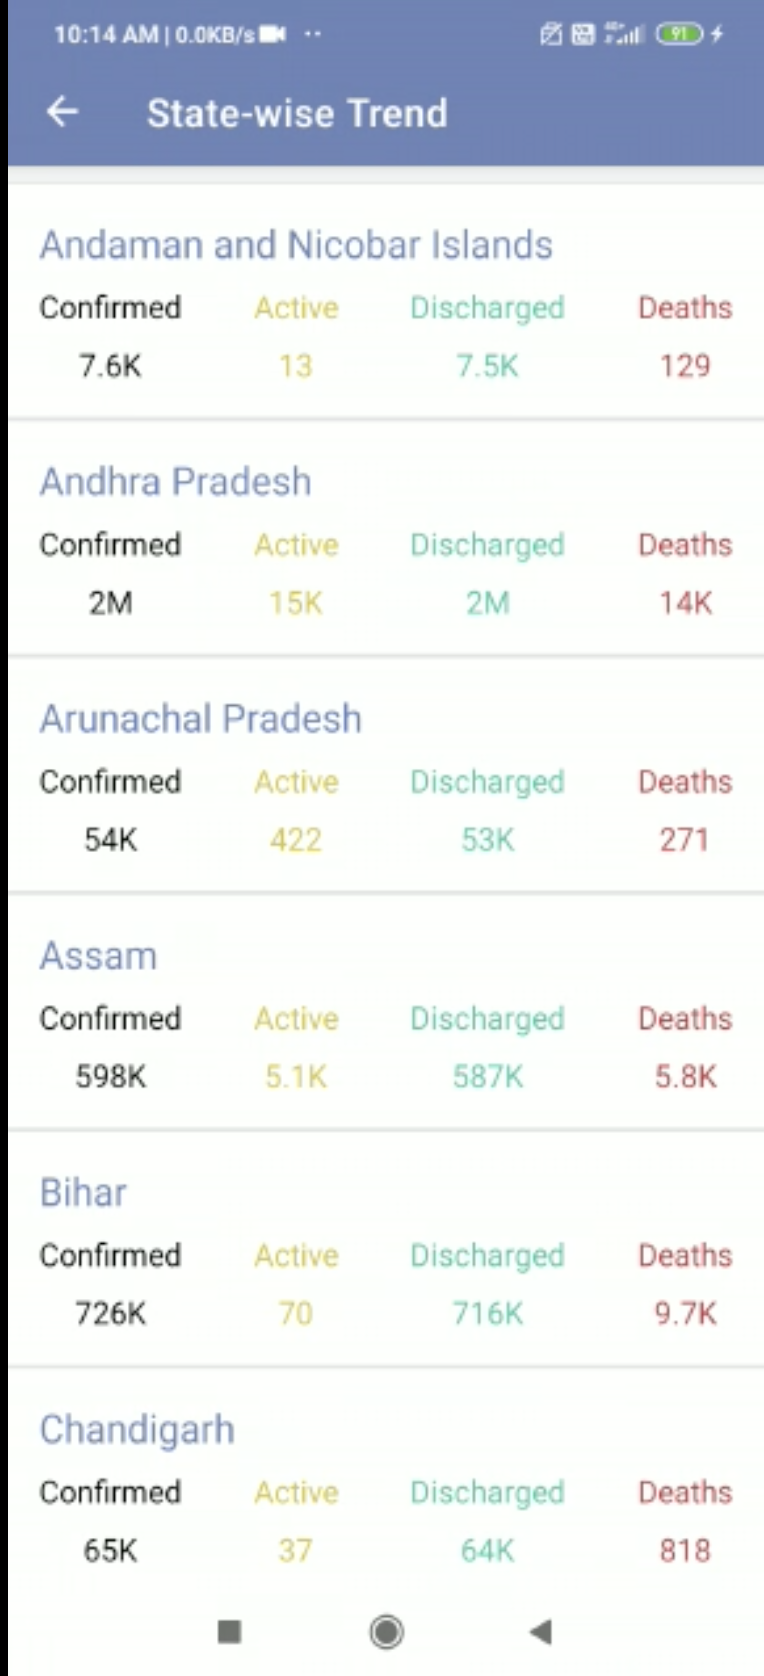 10:14 AM | 0.0KB/s ··
91
State-wise Trend
Andaman and Nicobar Islands
Confirmed Active Discharged Deaths
7.6K 13 7.5K 129
Andhra Pradesh
Confirmed Active Discharged Deaths
2M 15K 2M 14K
Arunachal Pradesh
Confirmed Active Discharged Deaths
54K 422 53K 271
Assam
Confirmed Active Discharged Deaths
598K 5.1K 587K 5.8K
Bihar
Confirmed Active Discharged Deaths
726K 70 716K 9.7K
Chandigarh
Confirmed Active Discharged Deaths
65K 37 64K 818